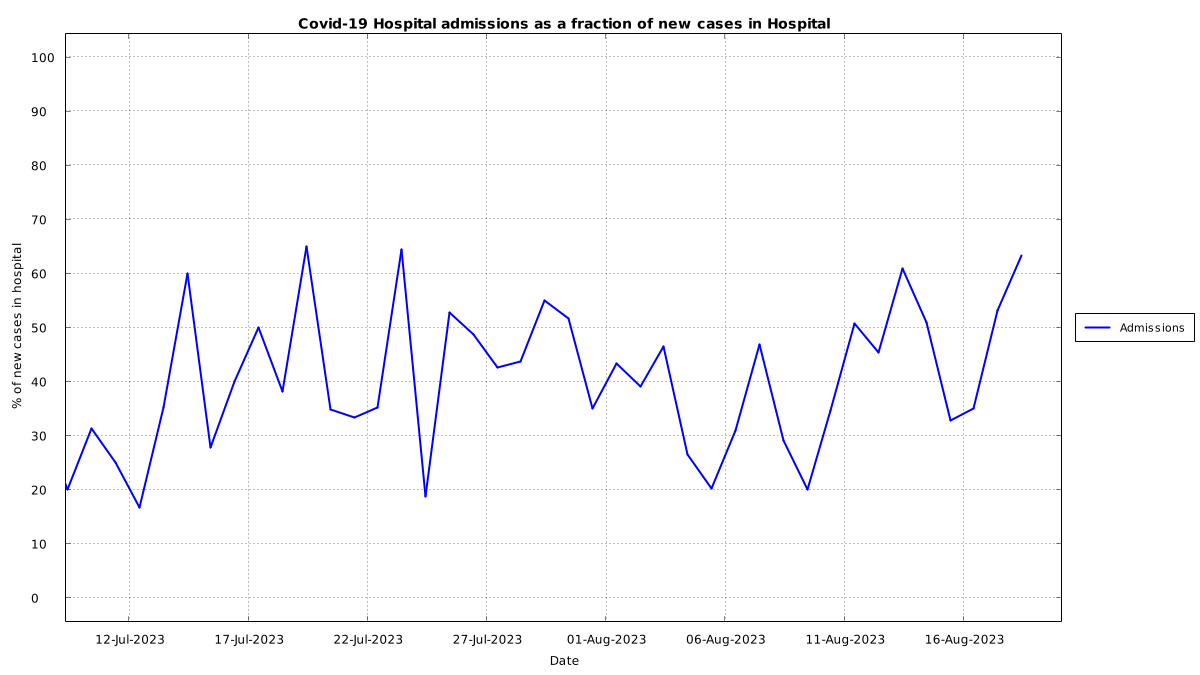 Covid-19 Hospital admissions as a fraction of new cases in Hospital
100
90
80
70
60
50
40
30
20
10
0
% of new cases in hospital
12-Jul-2023 17-Jul-2023 22-Jul-2023 27-Jul-2023 01-Aug-2023 06-Aug-2023 11-Aug-2023 16-Aug-2023
Date
Admissions